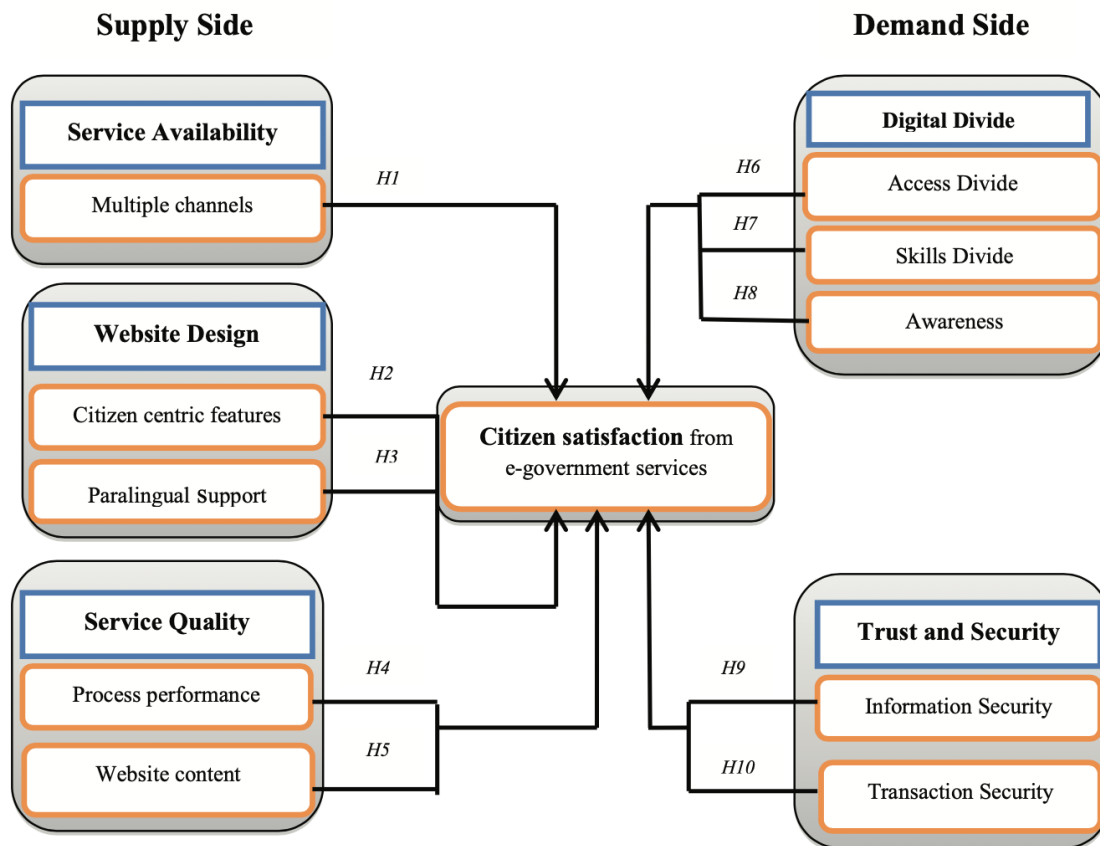 Supply Side
Demand Side
Service Availability
Multiple channels
H1
Website Design
Citizen centric features
H2
Paralingual Support
H3
Service Quality
Process performance
H4
Website content
H5
Citizen satisfaction from
e-government services
Digital Divide
H6
Access Divide
H7
Skills Divide
H8
Awareness
Trust and Security
H9
Information Security
H10
Transaction Security